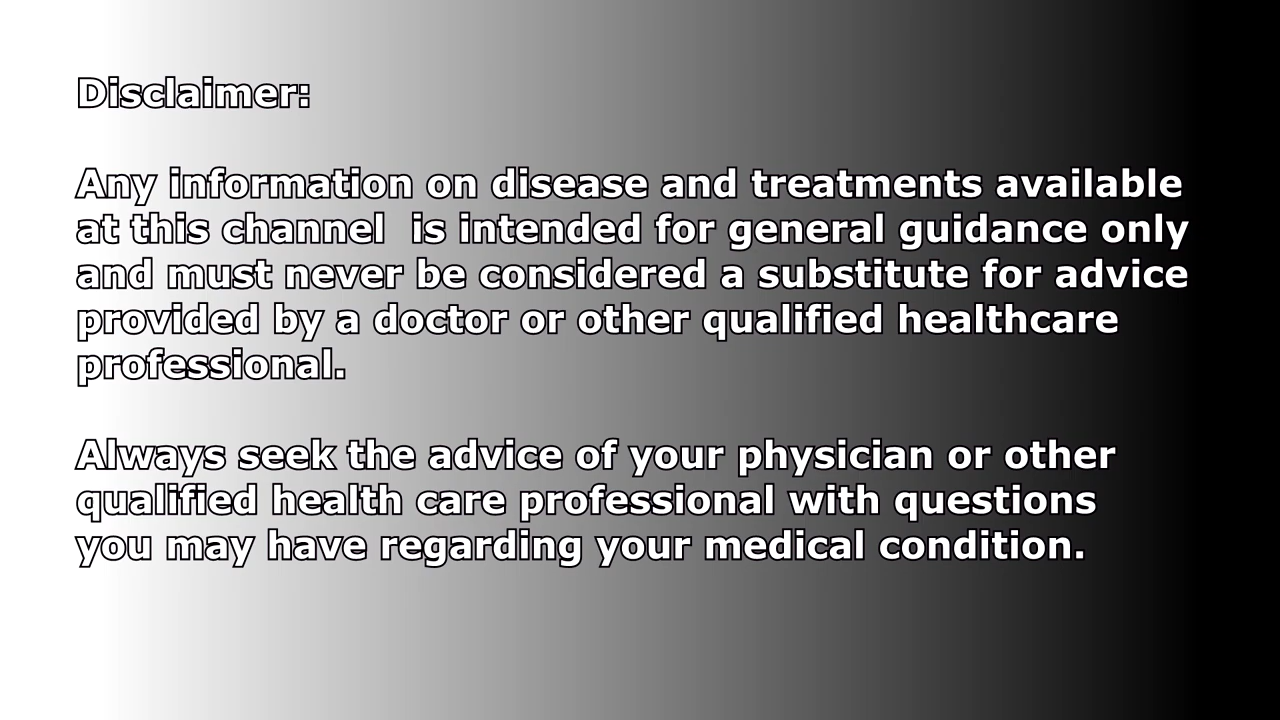 Disclaimer:
Any information on disease and treatments available
at this channel  is intended for general guidance only
and must never be considered a substitute for advice
provided by a doctor or other qualified healthcare
professional.
Always seek the advice of your physician or other
qualified health care professional with questions
you may have regarding your medical condition.